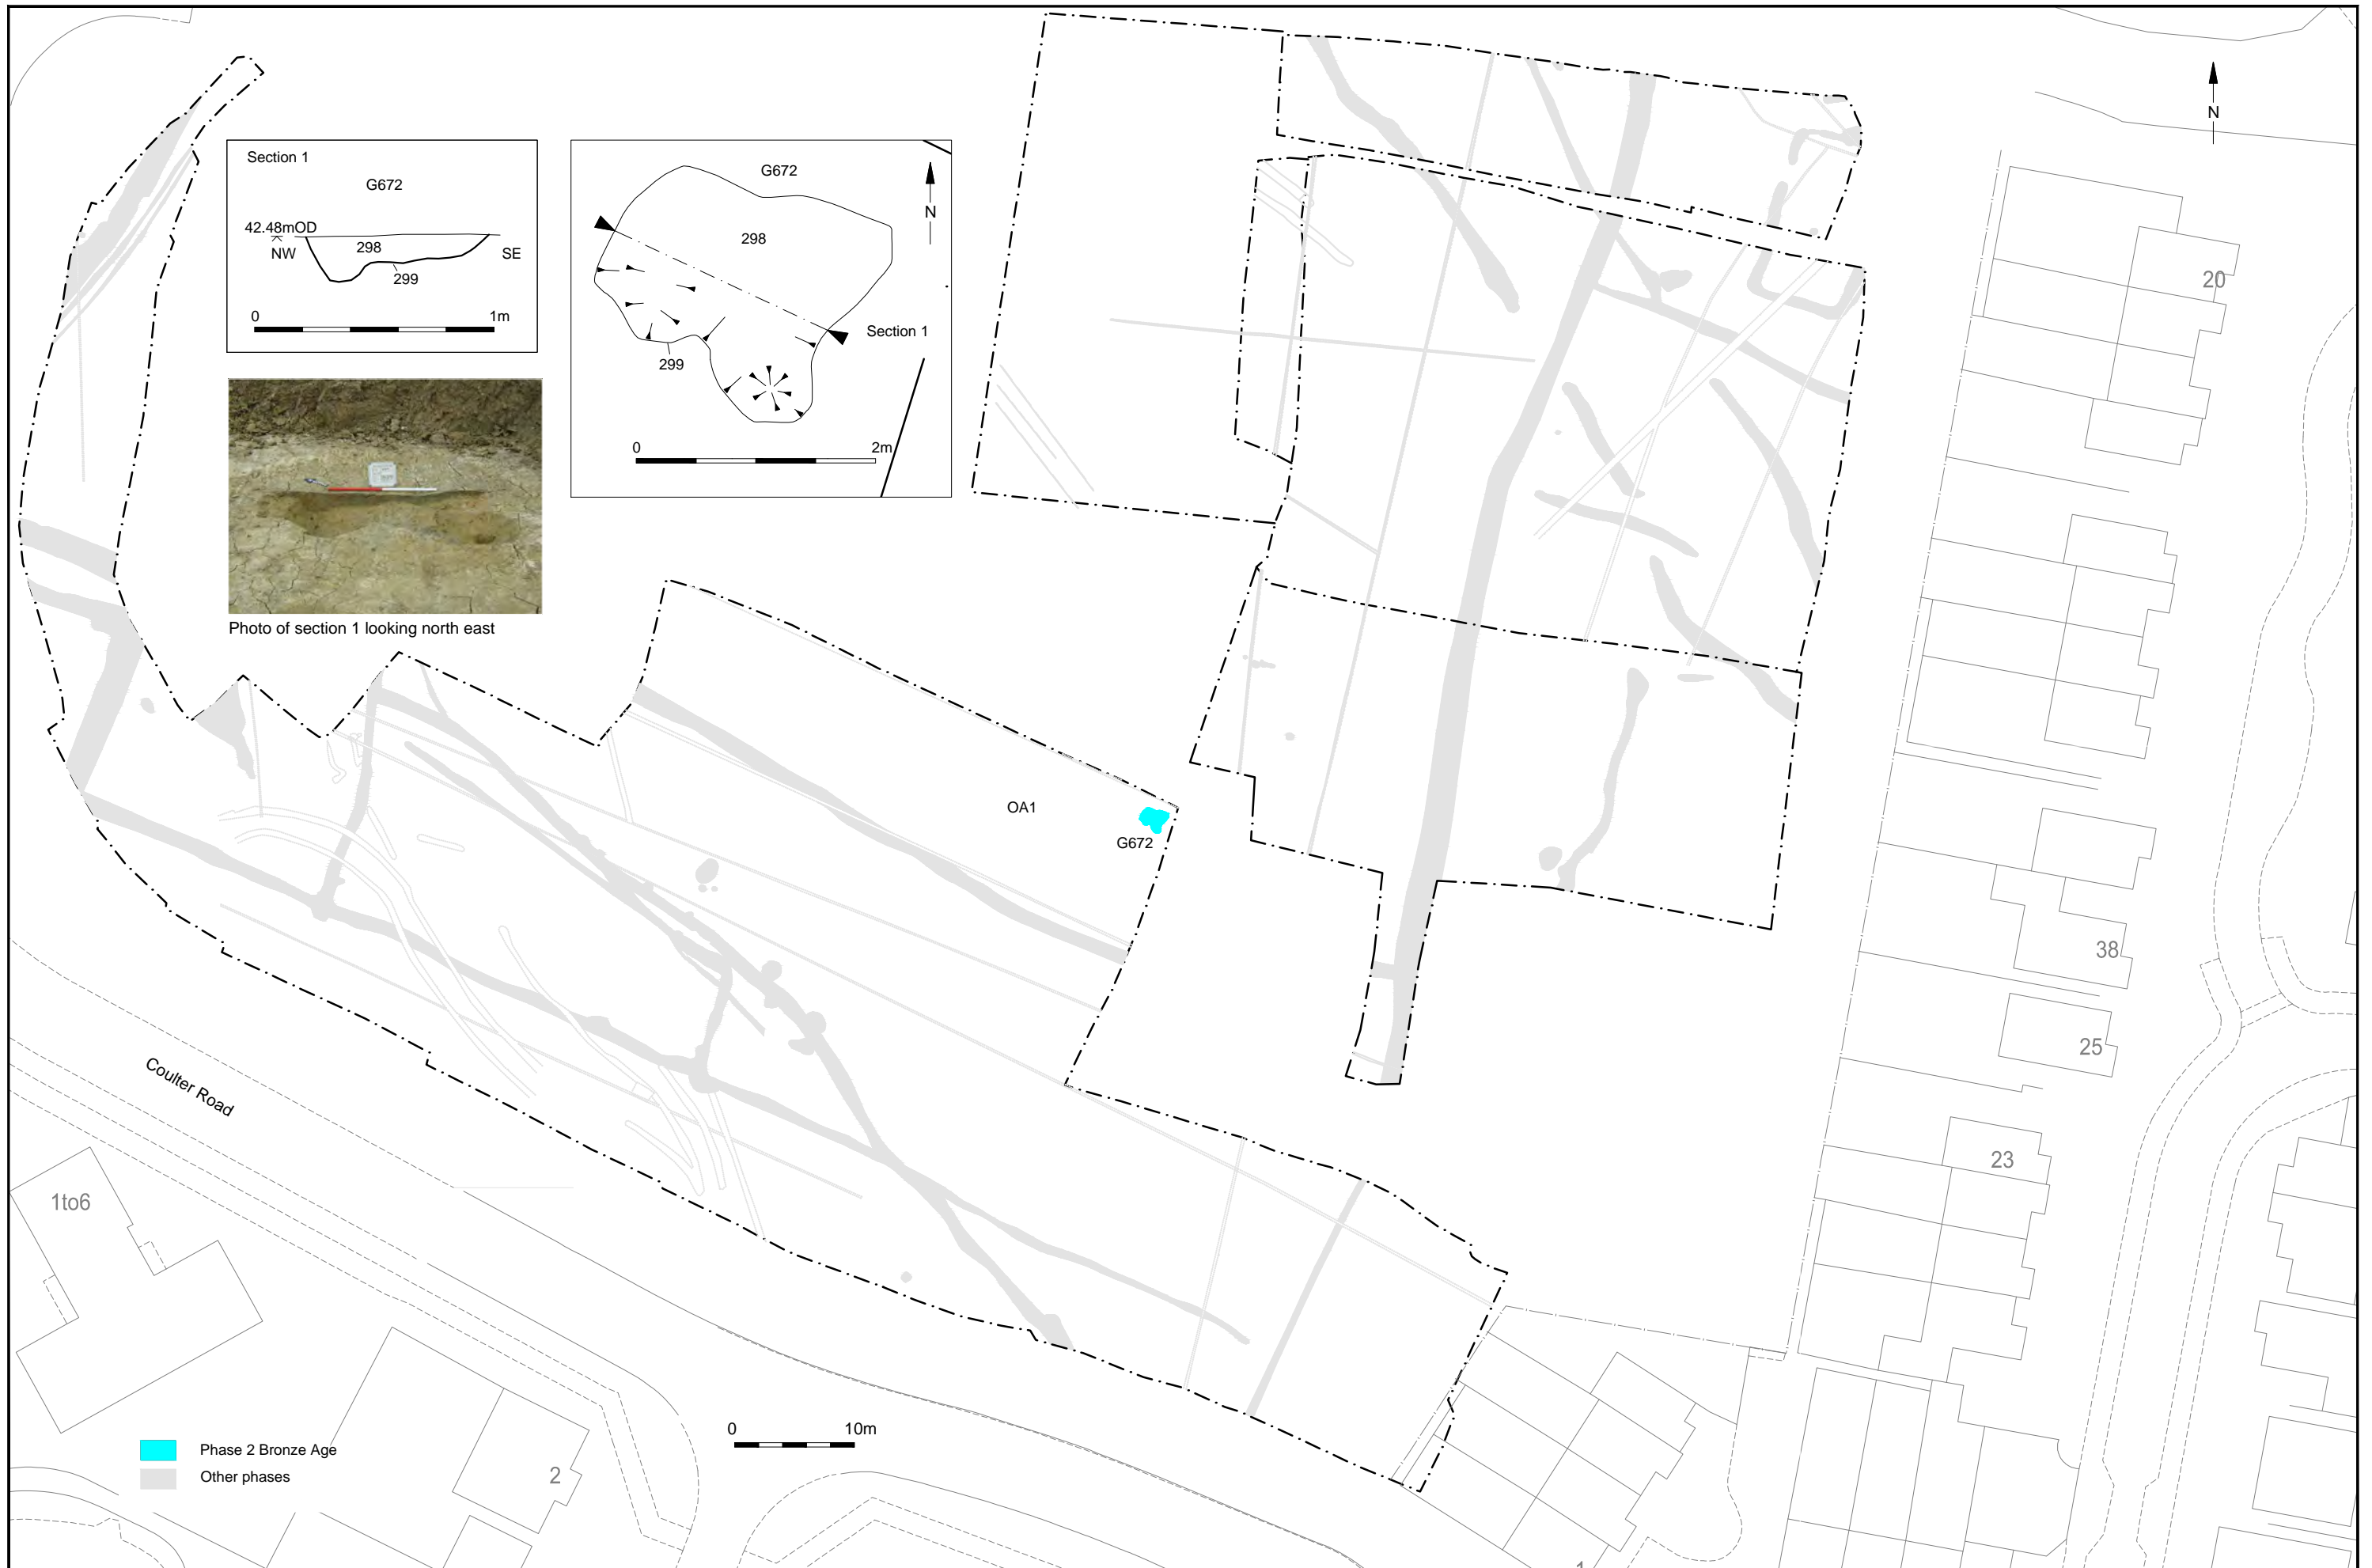 N
Section 1
G672
42.48mOD
NW
298
SE
299
0 1m
G672
N
298
Section 1
299
0 2m
Photo of section 1 looking north east
OA1
G672
20
38
25
23
Coulter Road
1to6
2
0 10m
Phase 2 Bronze Age
Other phases